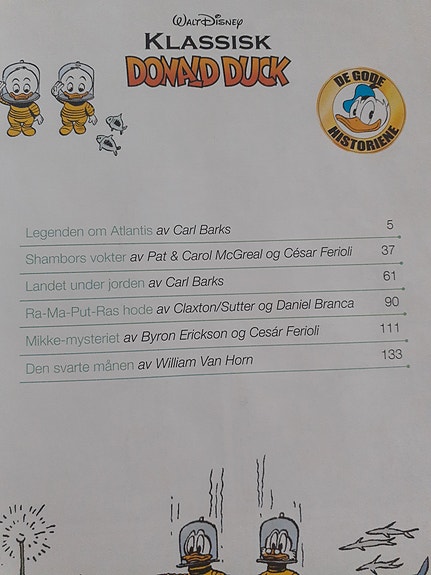 WALT DISNEY
KLASSISK
DONALD DUCK
DE GODE
HISTORIENE
Legenden om Atlantis av Carl Barks 5
Shambors vokter av Pat & Carol McGreal og César Ferioli 37
Landet under jorden av Carl Barks 61
Ra-Ma-Put-Ras hode av Claxton/Sutter og Daniel Branca 90
Mikke-mysteriet av Byron Erickson og Cesár Ferioli 111
Den svarte månen av William Van Horn 133